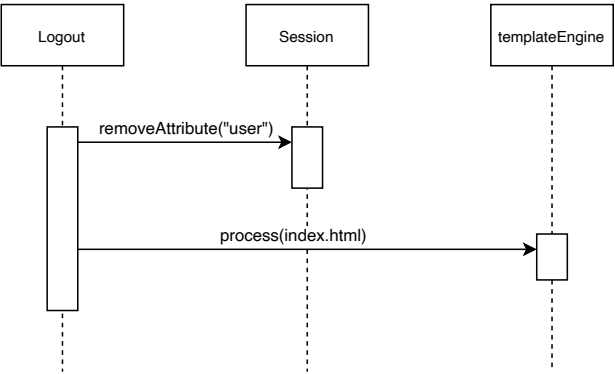 Logout
Session
templateEngine
removeAttribute("user")
process(index.html)